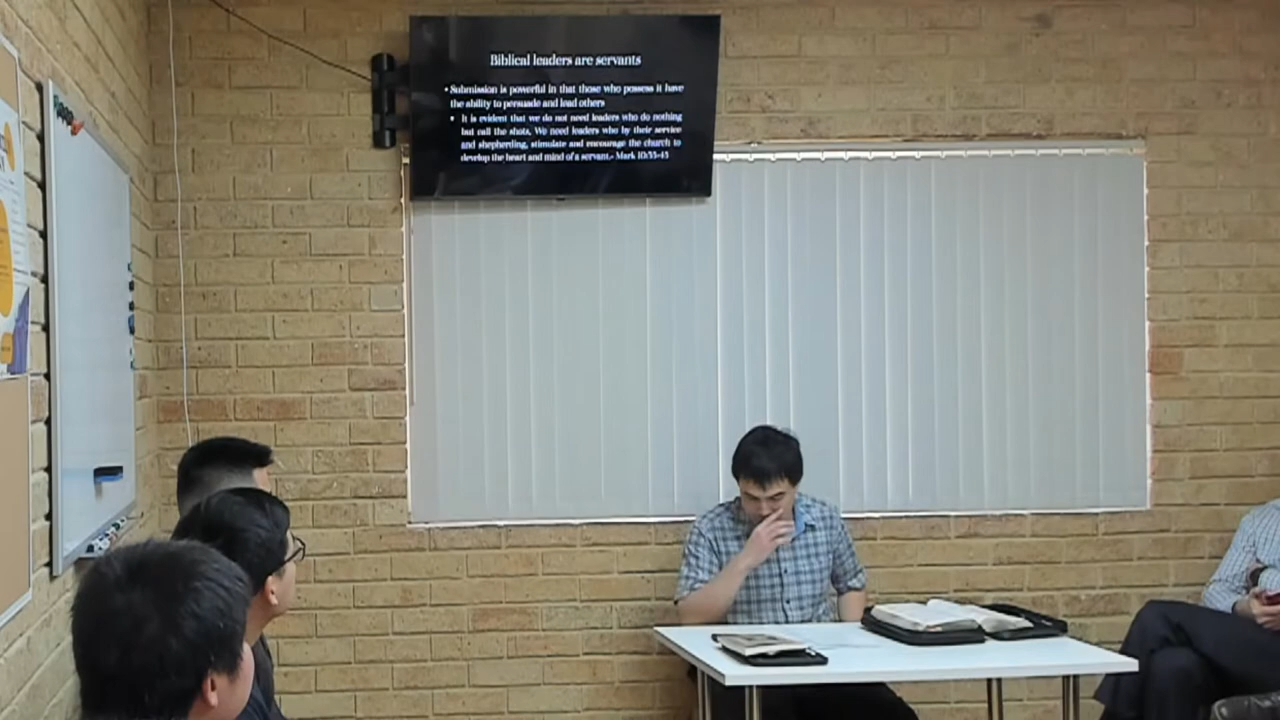 Biblical leaders are servants
• Submission is powerful in that those who possess it have
the ability to persuade and lead others
• It is evident that we do not need leaders who do nothing
but call the shots. We need leaders who by their service
and shepherding, stimulate and encourage the church to
develop the heart and mind of a servant.- Mark 10:35-45